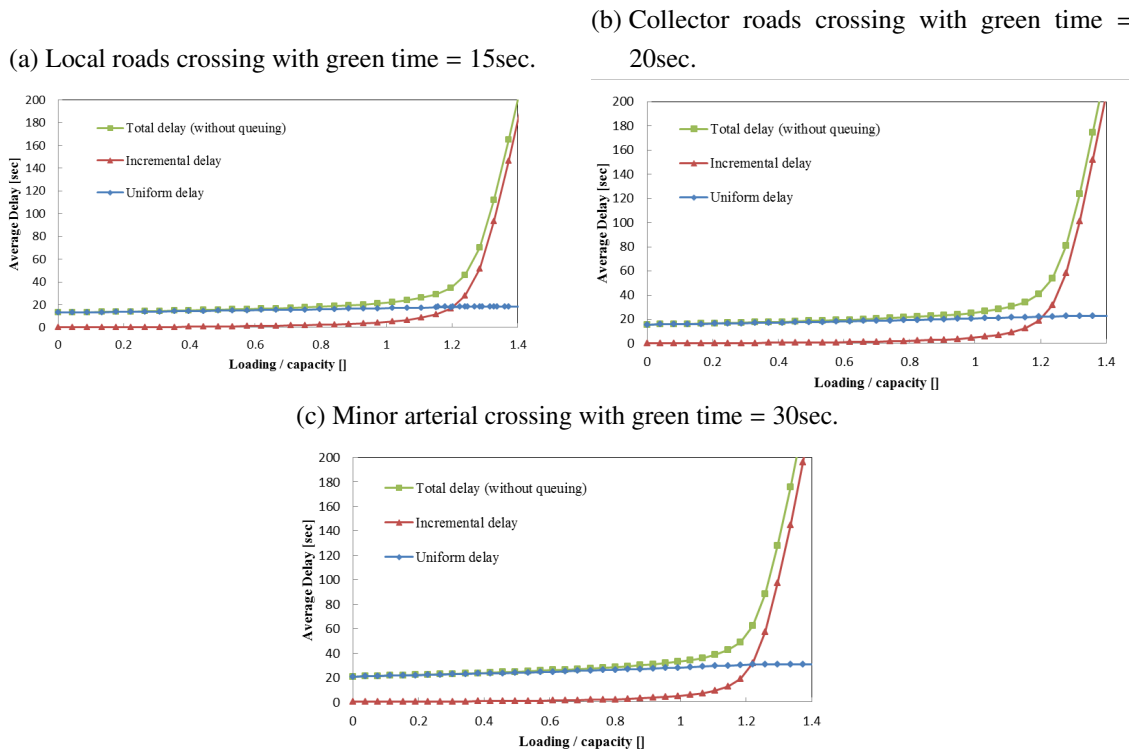 (a) Local roads crossing with green time = 15sec.
200
180
160
140
120
100
80
60
40
20
0
Average Delay [sec]
Total delay (without queuing)
Incremental delay
Uniform delay
0 0.2 0.4 0.6 0.8 1 1.2 1.4
Loading / capacity []
(b) Collector roads crossing with green time =
20sec.
200
180
160
140
120
100
80
60
40
20
0
Average Delay [sec]
Total delay (without queuing)
Incremental delay
Uniform delay
0 0.2 0.4 0.6 0.8 1 1.2 1.4
Loading / capacity []
(c) Minor arterial crossing with green time = 30sec.
200
180
160
140
120
100
80
60
40
20
0
Average Delay [sec]
Total delay (without queuing)
Incremental delay
Uniform delay
0 0.2 0.4 0.6 0.8 1 1.2 1.4
Loading / capacity []